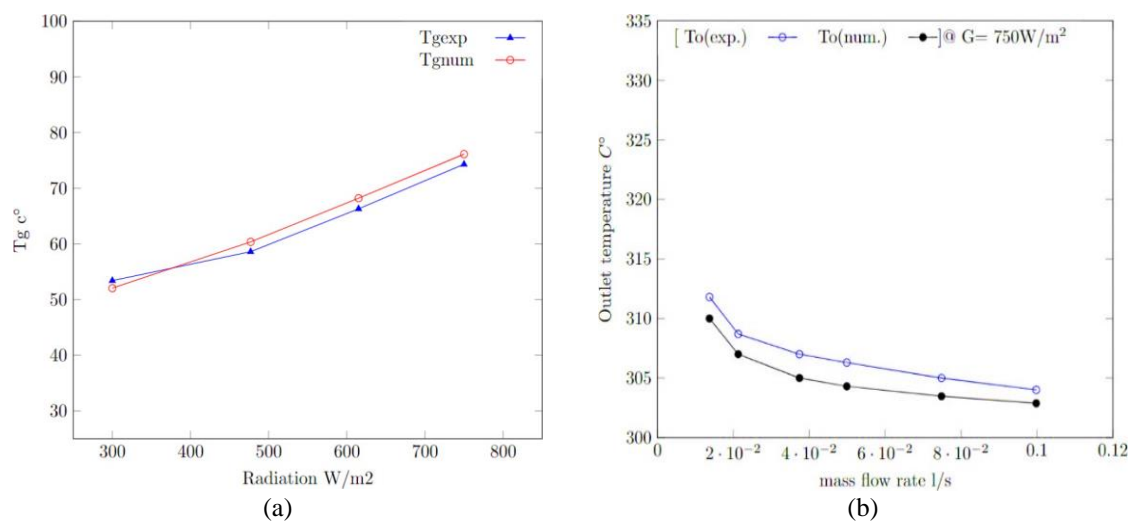 100
90
80
70
60
50
40
30
Tg c°
Tgexp
Tgnum
300 400 500 600 700 800
Radiation W/m2
(a)
335
330
325
320
315
310
305
300
Outlet temperature C°
[ To(exp.) To(num.) ]@ G= 750W/m²
0 2·10⁻² 4·10⁻² 6·10⁻² 8·10⁻² 0.1 0.12
mass flow rate l/s
(b)